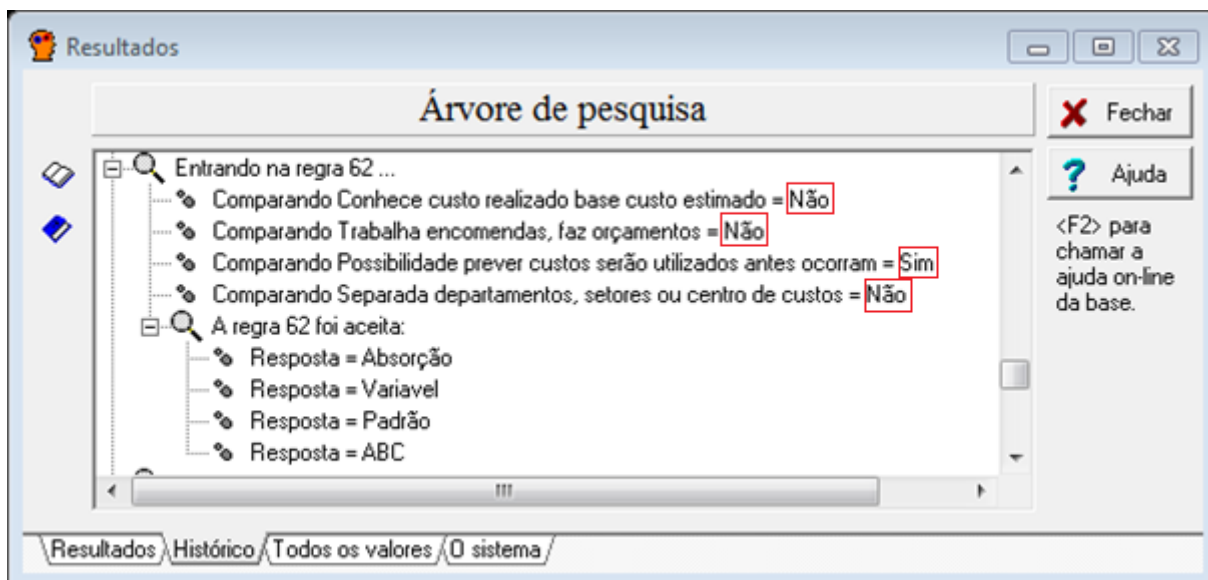 Resultados
Árvore de pesquisa
Fechar
Entrando na regra 62 ...
Comparando Conhece custo realizado base custo estimado = Não
Comparando Trabalha encomendas, faz orçamentos = Não
Comparando Possibilidade prever custos serão utilizados antes ocorram = Sim
Comparando Separada departamentos, setores ou centro de custos = Não
A regra 62 foi aceita:
Resposta = Absorção
Resposta = Variavel
Resposta = Padrão
Resposta = ABC
Ajuda
<F2> para
chamar a
ajuda on-line
da base.
Resultados Histórico Todos os valores O sistema